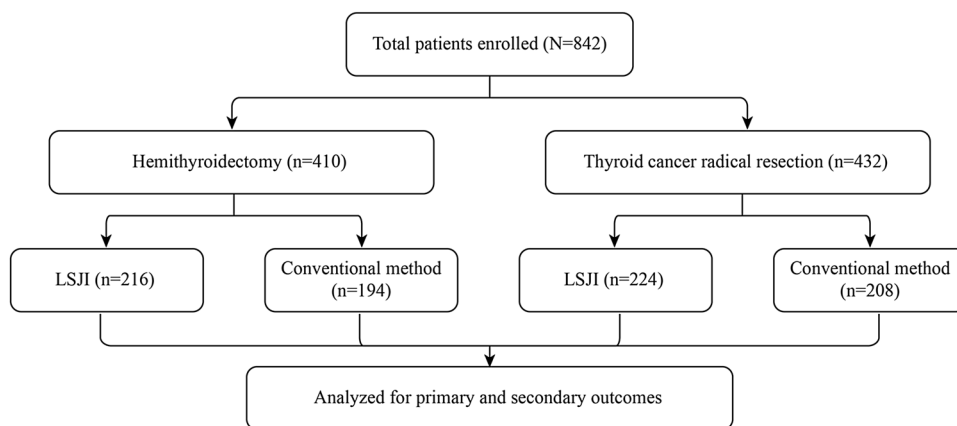 Total patients enrolled (N=842)
Hemithyroidectomy (n=410)
Thyroid cancer radical resection (n=432)
LSJI (n=216)
Conventional method
(n=194)
LSJI (n=224)
Conventional method
(n=208)
Analyzed for primary and secondary outcomes